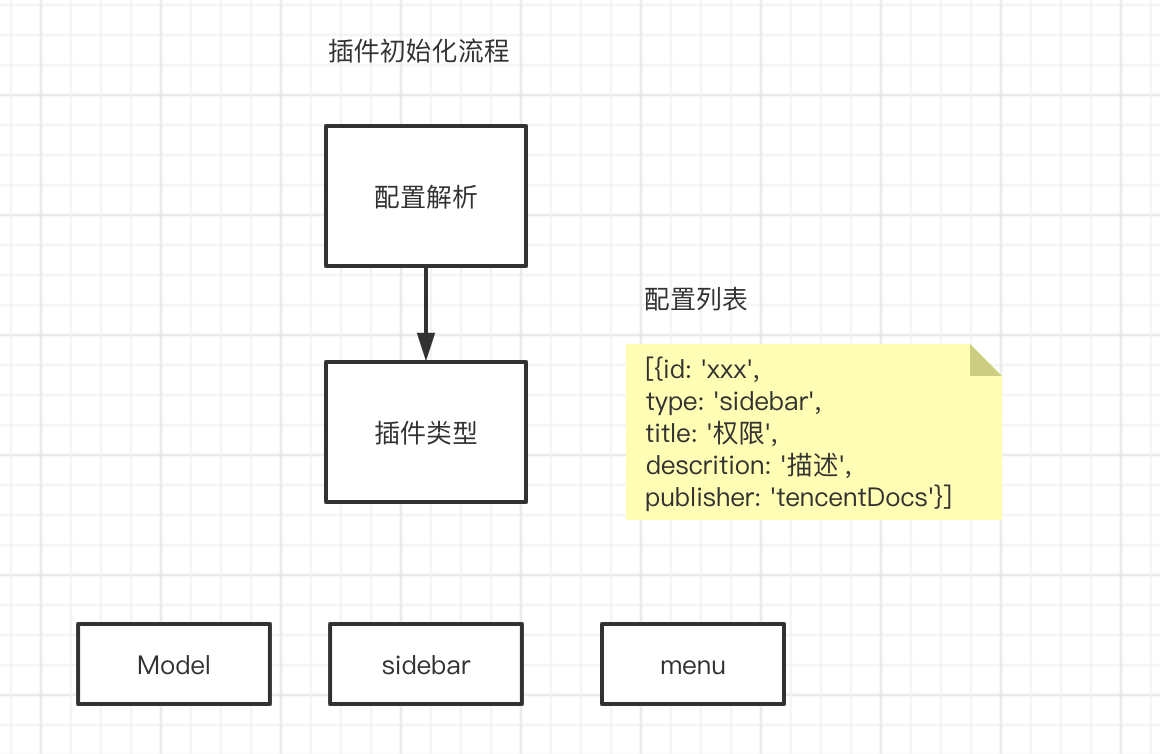 插件初始化流程
配置解析
配置列表
[{id: 'xxx',
type: 'sidebar',
title: '权限',
descrition: '描述',
publisher: 'tencentDocs'}]
插件类型
Model
sidebar
menu